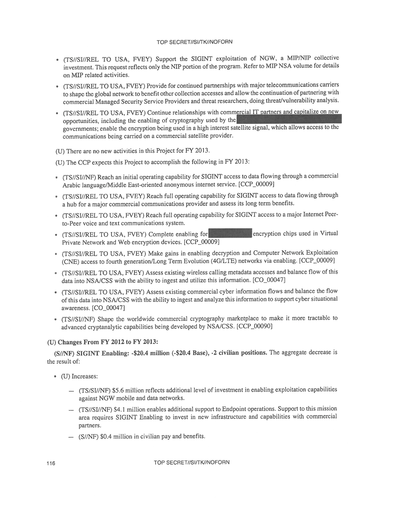 TOP SECRET//SI//TK//NOFORN
• (TS//SI//REL TO USA, FVEY) Support the SIGINT exploitation of NGW, a MIP/NIP collective
investment. This request reflects only the NIP portion of the program. Refer to MIP NSA volume for details
on MIP related activities.
• (TS//SI//REL TO USA, FVEY) Provide for continued partnerships with major telecommunications carriers
to shape the global network to benefit other collection accesses and allow the continuation of partnering with
commercial Managed Security Service Providers and threat researchers, doing threat/vulnerability analysis.
• (TS//SI//REL TO USA, FVEY) Continue relationships with commercial IT partners and capitalize on new
opportunities, including the enabling of cryptography used by the
governments; enable the encryption being used in a high interest satellite signal, which allows access to the
communications being carried on a commercial satellite provider.
(U) There are no new activities in this Project for FY 2013.
(U) The CCP expects this Project to accomplish the following in FY 2013:
• (TS//SI//NF) Reach an initial operating capability for SIGINT access to data flowing through a commercial
Arabic language/Middle East-oriented anonymous internet service. [CCP_00009]
• (TS//SI//REL TO USA, FVEY) Reach full operating capability for SIGINT access to data flowing through
a hub for a major commercial communications provider and assess its long term benefits.
• (TS//SI//REL TO USA, FVEY) Reach full operating capability for SIGINT access to a major Internet Peer-
to-Peer voice and text communications system.
• (TS//SI//REL TO USA, FVEY) Complete enabling for encryption chips used in Virtual
Private Network and Web encryption devices. [CCP_00009]
• (TS//SI//REL TO USA, FVEY) Make gains in enabling decryption and Computer Network Exploitation
(CNE) access to fourth generation/Long Term Evolution (4G/LTE) networks via enabling. [CCP_00009]
• (TS//SI//REL TO USA, FVEY) Assess existing wireless calling metadata accesses and balance flow of this
data into NSA/CSS with the ability to ingest and utilize this information. [CO_00047]
• (TS//SI//REL TO USA, FVEY) Assess existing commercial cyber information flows and balance the flow
of this data into NSA/CSS with the ability to ingest and analyze this information to support cyber situational
awareness. [CO_00047]
• (TS//SI//NF) Shape the worldwide commercial cryptography marketplace to make it more tractable to
advanced cryptanalytic capabilities being developed by NSA/CSS. [CCP_00090]
(U) Changes From FY 2012 to FY 2013:
(S//NF) SIGINT Enabling: -$20.4 million (-$20.4 Base), -2 civilian positions. The aggregate decrease is
the result of:
• (U) Increases:
— (TS/SI//NF) $5.6 million reflects additional level of investment in enabling exploitation capabilities
against NGW mobile and data networks.
— (TS//SI//NF) $4.1 million enables additional support to Endpoint operations. Support to this mission
area requires SIGINT Enabling to invest in new infrastructure and capabilities with commercial
partners.
— (S//NF) $0.4 million in civilian pay and benefits.
116
TOP SECRET//SI//TK//NOFORN